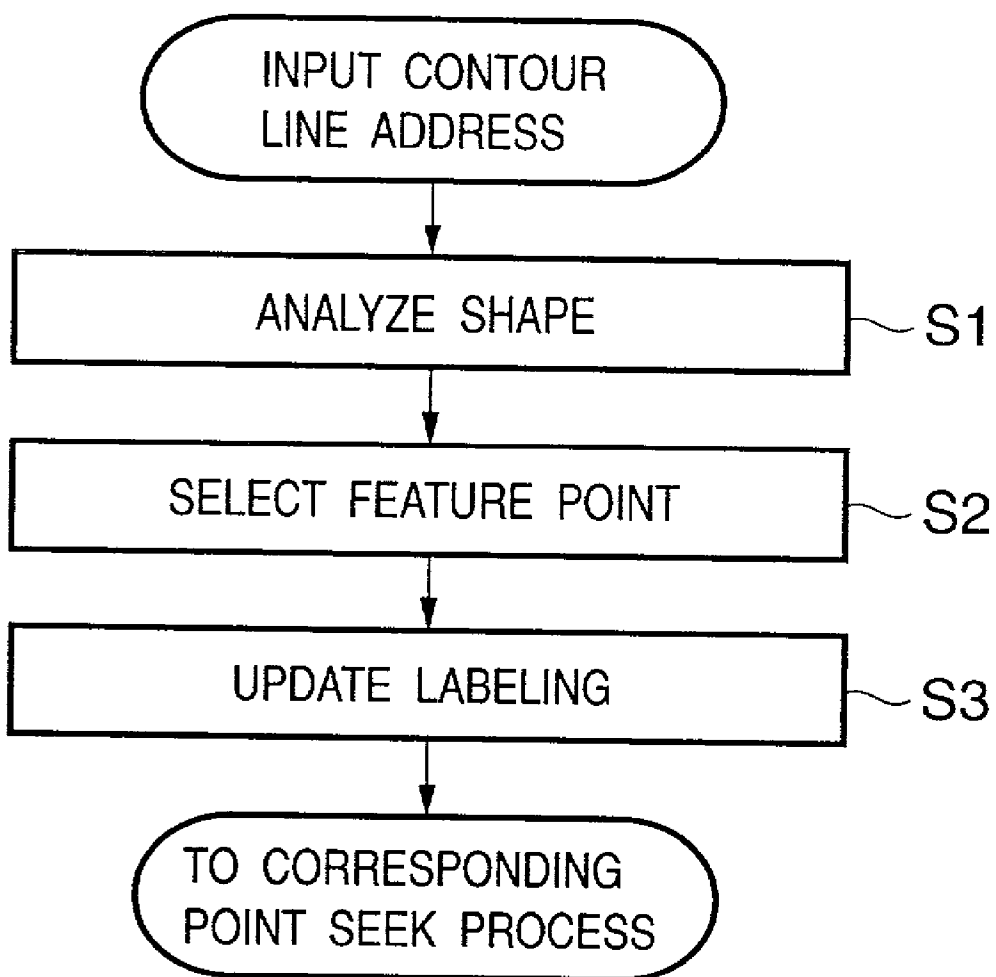 INPUT CONTOUR
LINE ADDRESS
ANALYZE SHAPE
S1
SELECT FEATURE POINT
S2
UPDATE LABELING
S3
TO CORRESPONDING
POINT SEEK PROCESS